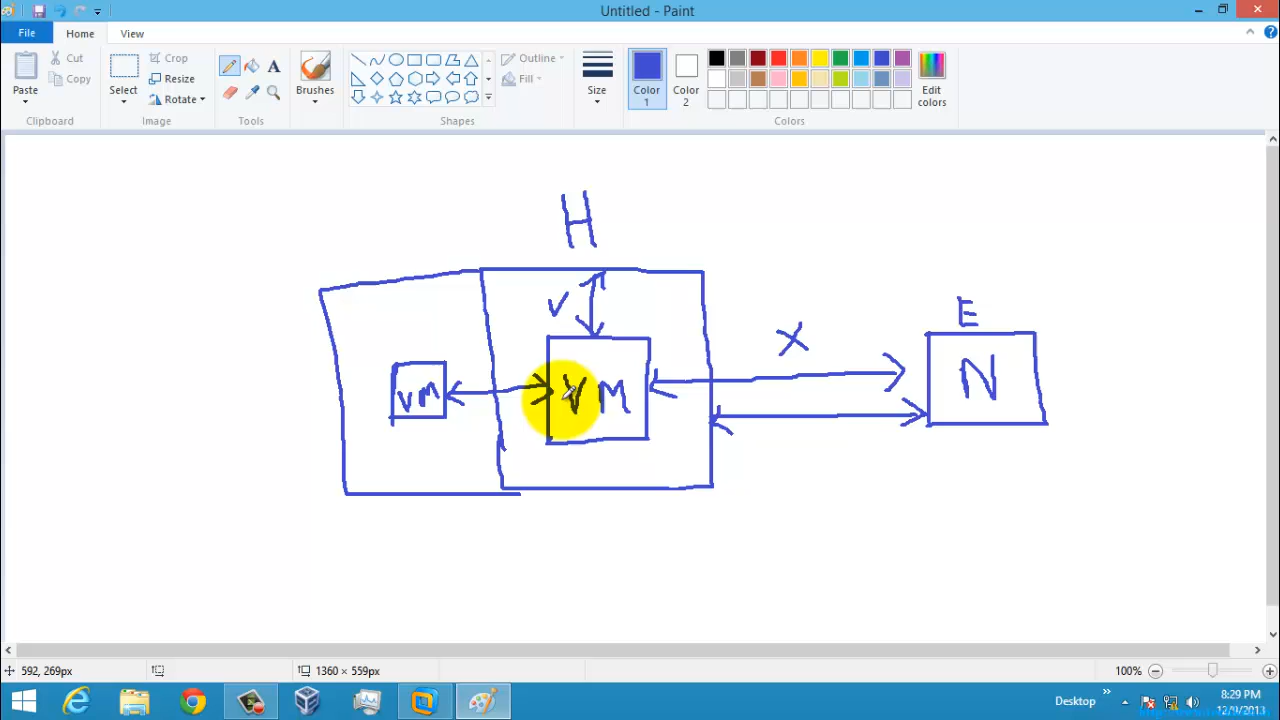 Untitled - Paint
File Home View
Paste
Cut
Copy
Clipboard
Select
Crop
Resize
Rotate
Image
Tools
Brushes
Shapes
Outline
Fill
Size
Color 1
Color 2
Edit colors
Colors
H
V
X
E
VM
VM
N
592, 269px
1360 × 559px
100%
Desktop
8:29 PM